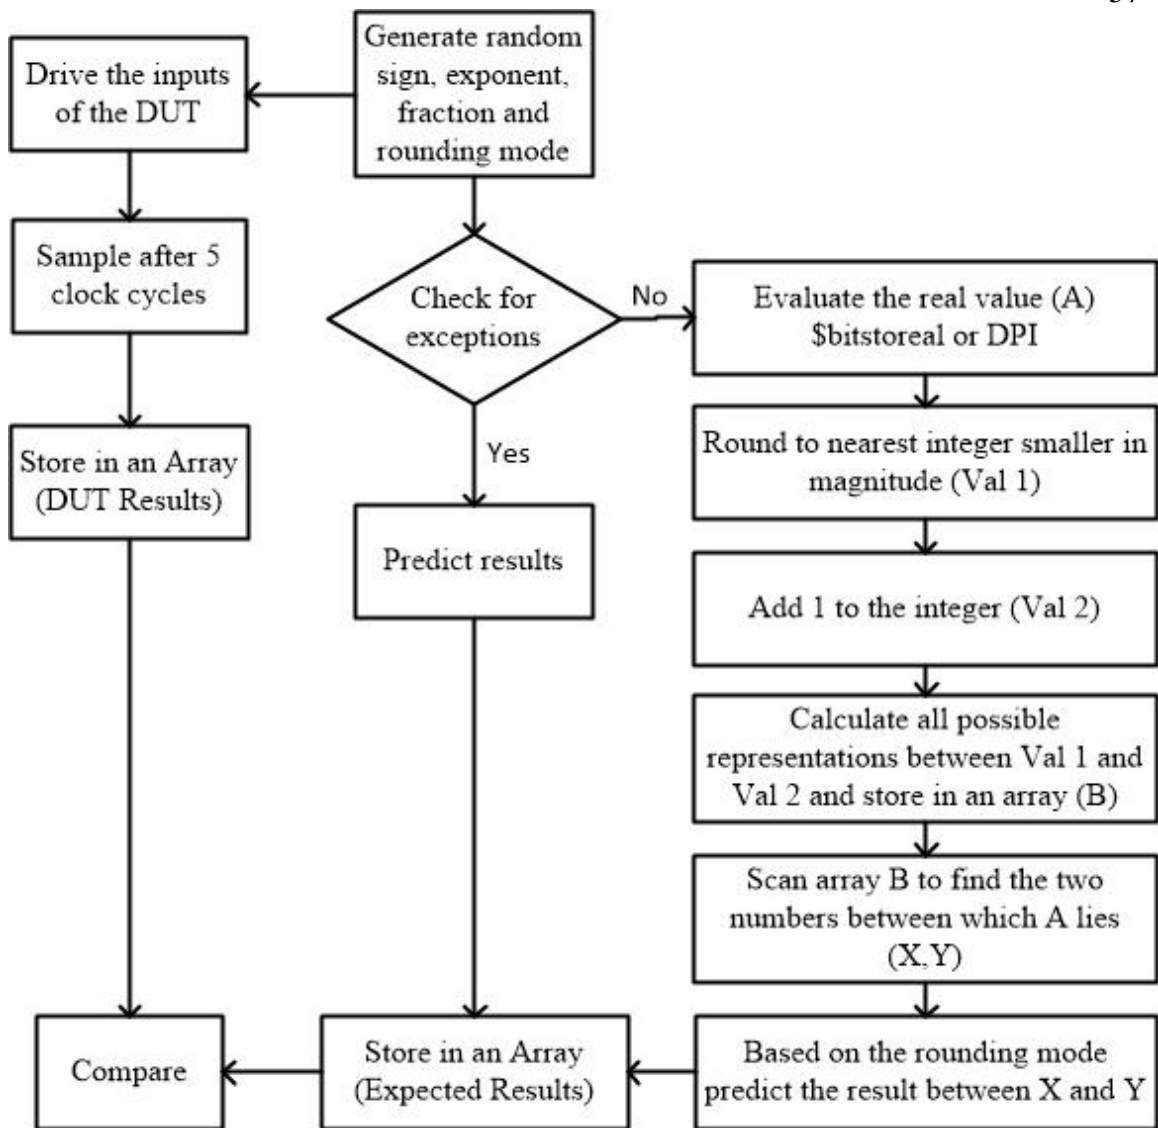 Generate random
sign, exponent,
fraction and
rounding mode
Drive the inputs
of the DUT
Sample after 5
clock cycles
Store in an Array
(DUT Results)
Check for
exceptions
No
Yes
Predict results
Evaluate the real value (A)
$bitstoreal or DPI
Round to nearest integer smaller in
magnitude (Val 1)
Add 1 to the integer (Val 2)
Calculate all possible
representations between Val 1 and
Val 2 and store in an array (B)
Scan array B to find the two
numbers between which A lies
(X,Y)
Based on the rounding mode
predict the result between X and Y
Store in an Array
(Expected Results)
Compare